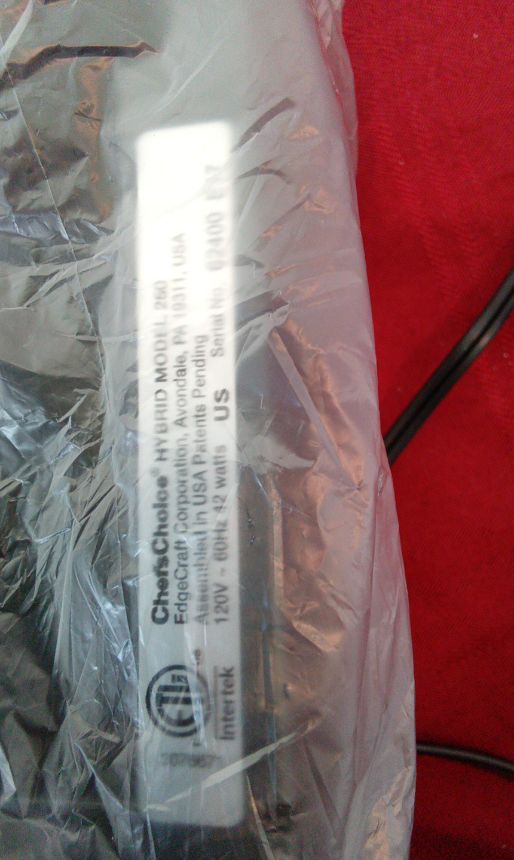 ChefsChoice® HYBRID MODEL 250
EdgeCraft Corporation, Avondale, PA 19311, USA
Assembled in USA Patents Pending
120V ~ 60Hz 42 watts US Serial No.
ETL
Intertek